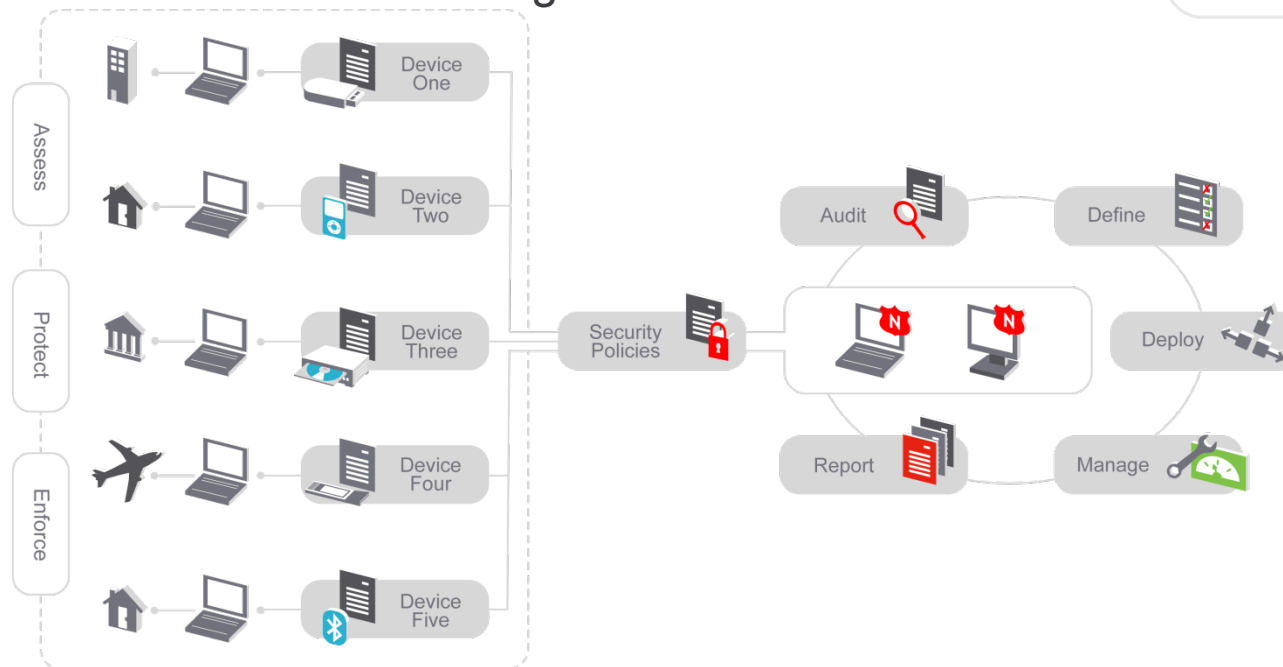 Assess
Protect
Enforce
Device
One
Device
Two
Device
Three
Device
Four
Device
Five
Security
Policies
Audit
Define
N
N
Deploy
Report
Manage